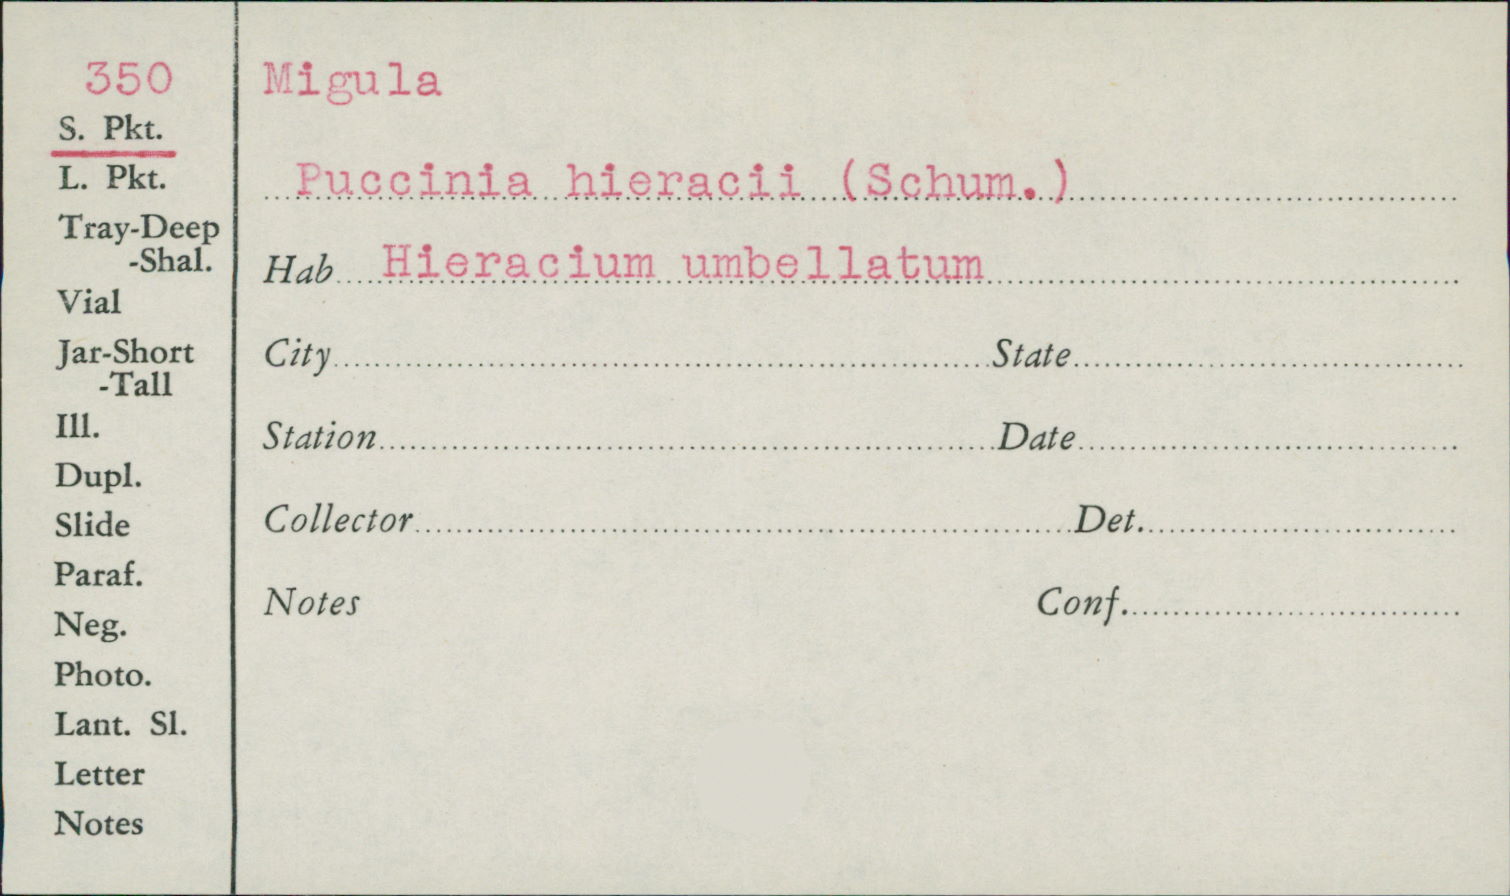 350
S. Pkt.
L. Pkt.
Tray-Deep
-Shal.
Vial
Jar-Short
-Tall
Ill.
Dupl.
Slide
Paraf.
Neg.
Photo.
Lant. Sl.
Letter
Notes
Migula
Puccinia hieracii (Schum.)
Hab Hieracium umbellatum
City State
Station Date
Collector Det.
Notes Conf.